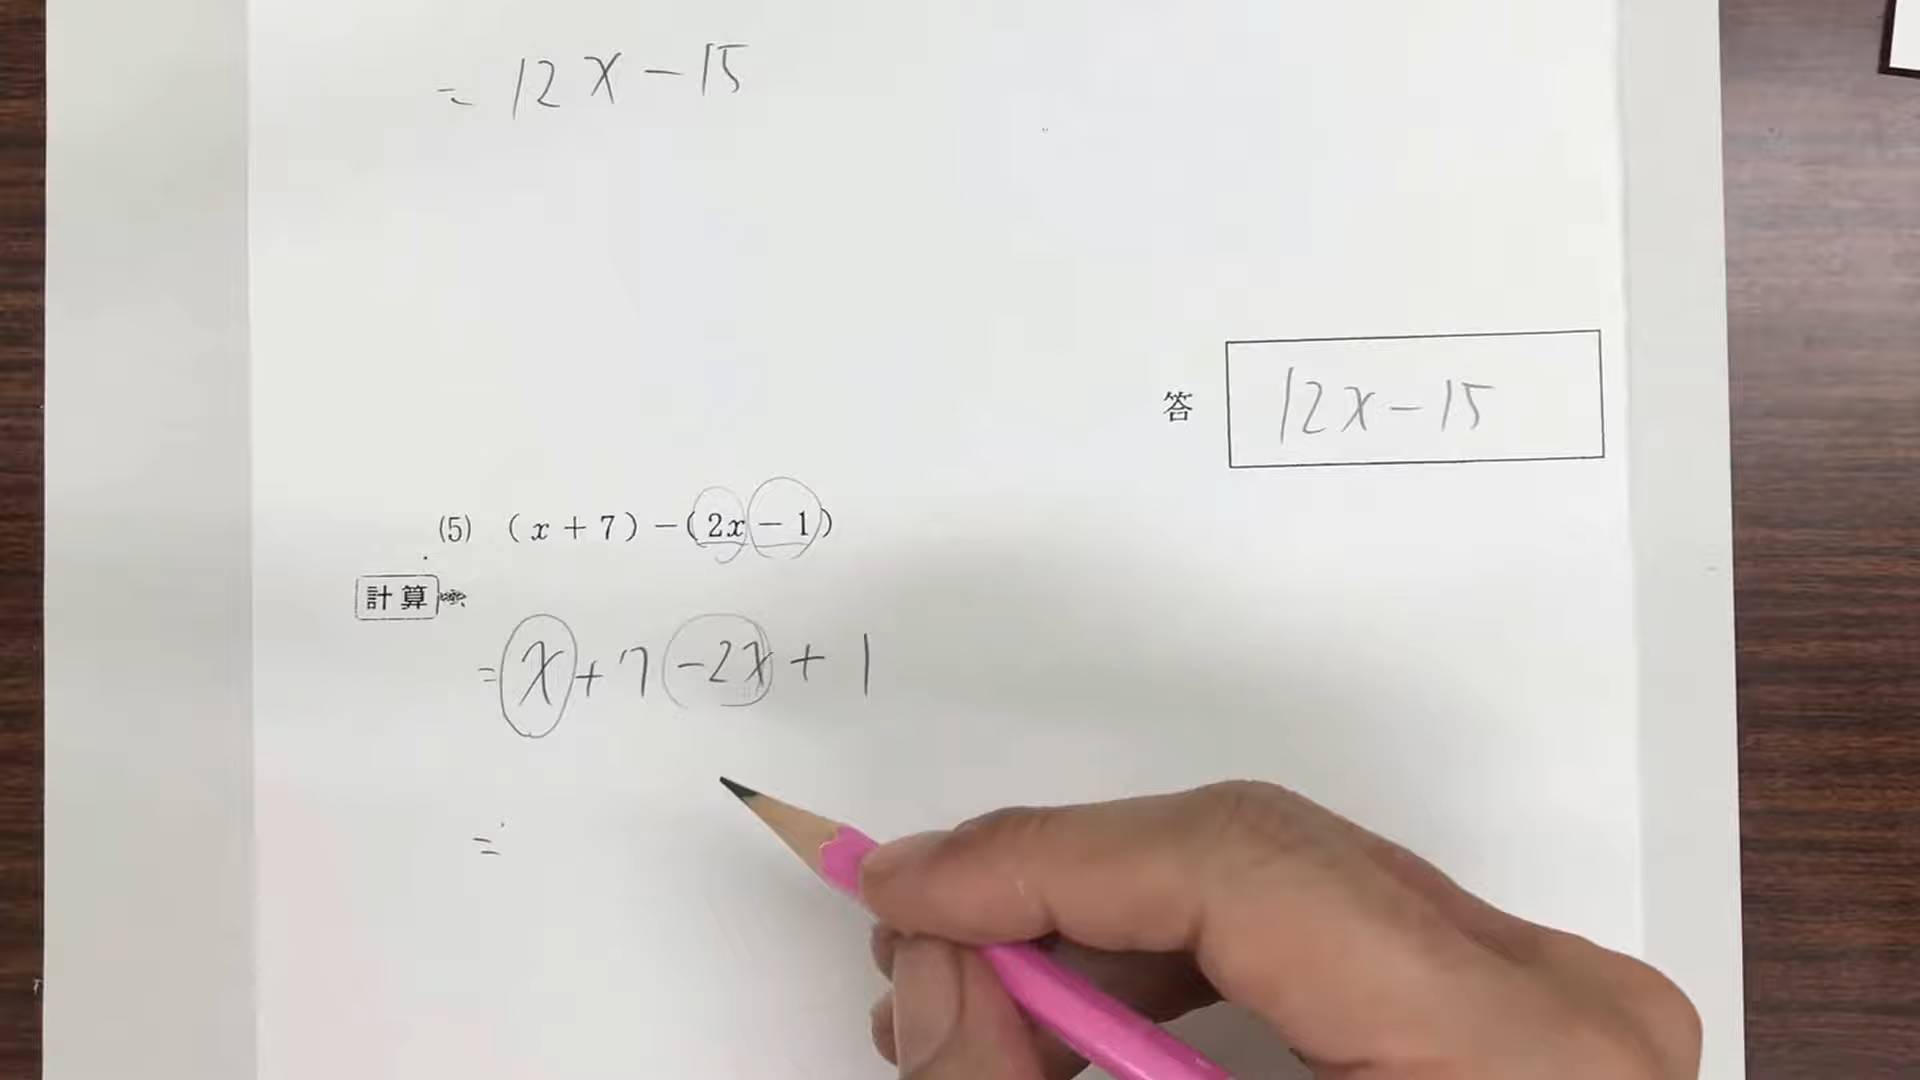 = 12x-15
答 12x-15
(5) (x+7)-(2x-1)
計算
=x+7-2x+1
=